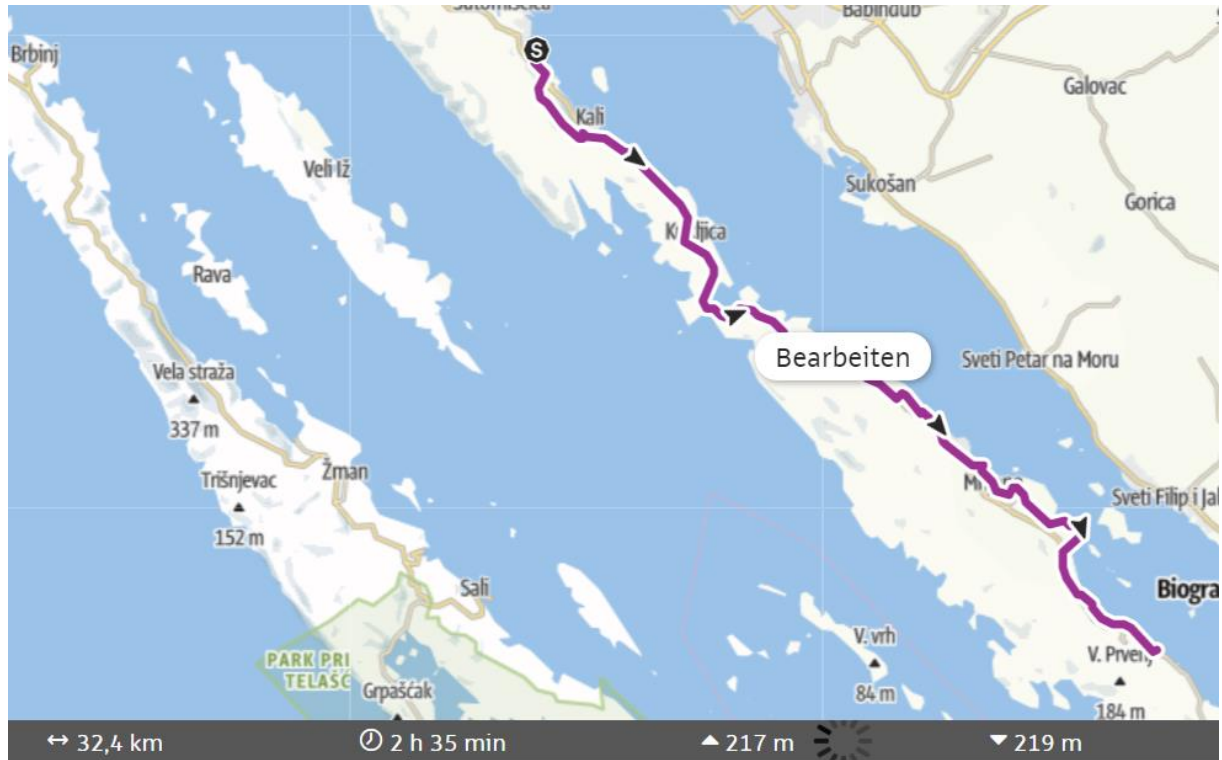 Babindub
Brbinj
S
Galovac
Kali
Veli Iž
Sukošan
Gorica
Rava
Bearbeiten
Sveti Petar na Moru
Vela straža
337 m
Žman
Trišnjevac
152 m
Sveti Filip i Jal
Sali
Biogra
V. vrh
84 m
PARK PRI
TELAŠĆ
Grpašćak
184 m
32,4 km
2 h 35 min
217 m
219 m